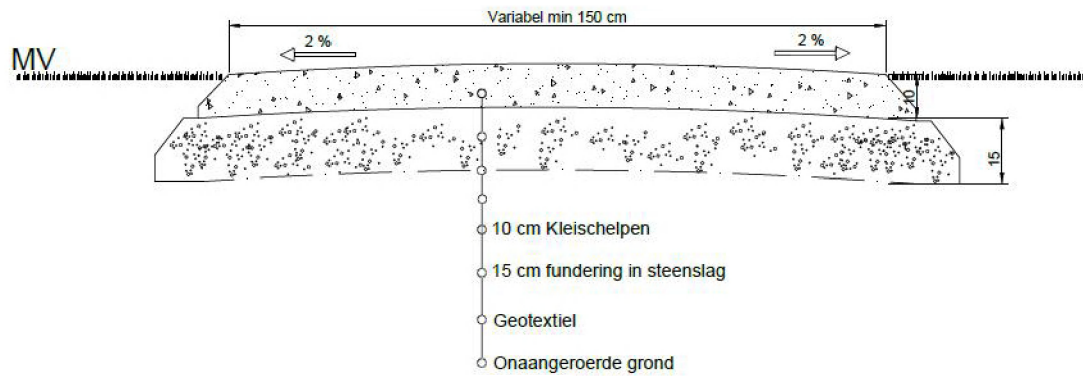 Variabel min 150 cm
MV
2 %
2 %
10
15
10 cm Kleischelpen
15 cm fundering in steenslag
Geotextiel
Onaangeroerde grond